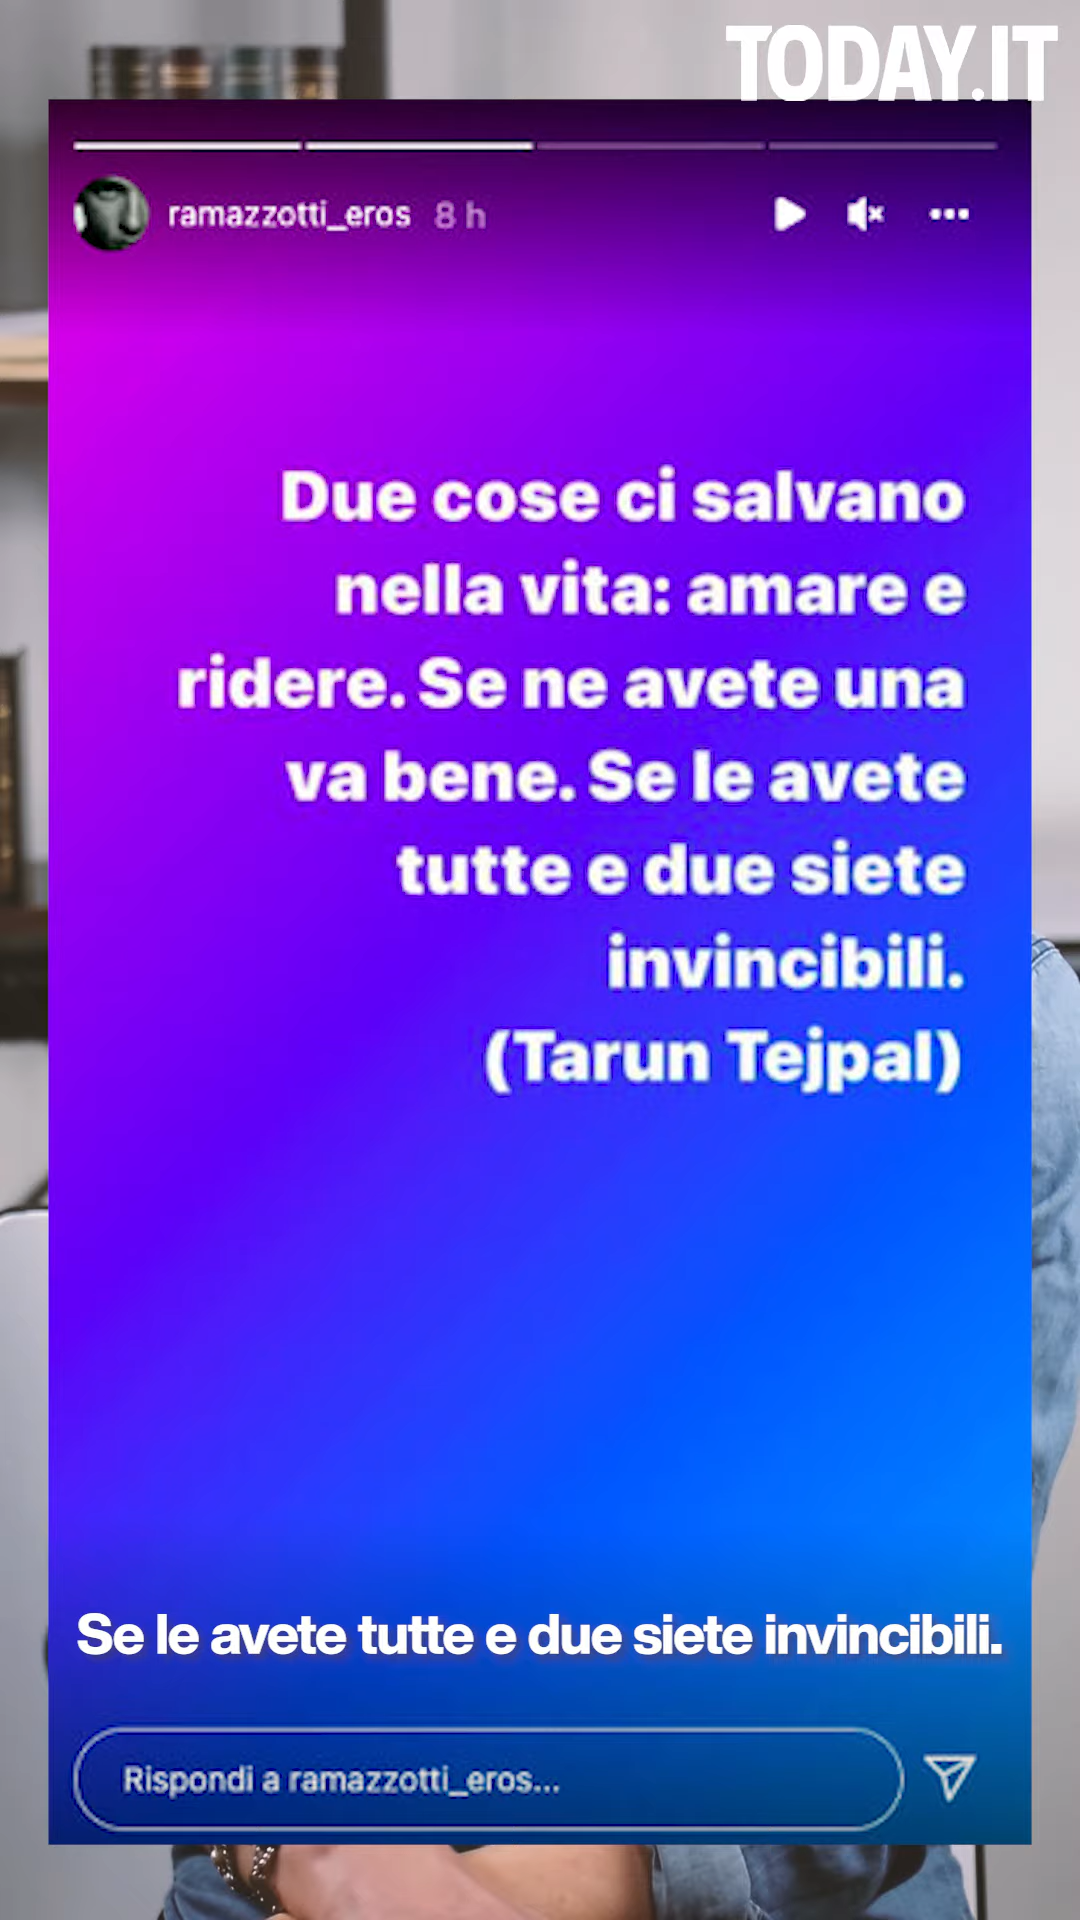 TODAY.IT
ramazzotti_eros 8 h
Due cose ci salvano
nella vita: amare e
ridere. Se ne avete una
va bene. Se le avete
tutte e due siete
invincibili.
(Tarun Tejpal)
Se le avete tutte e due siete invincibili.
Rispondi a ramazzotti_eros...